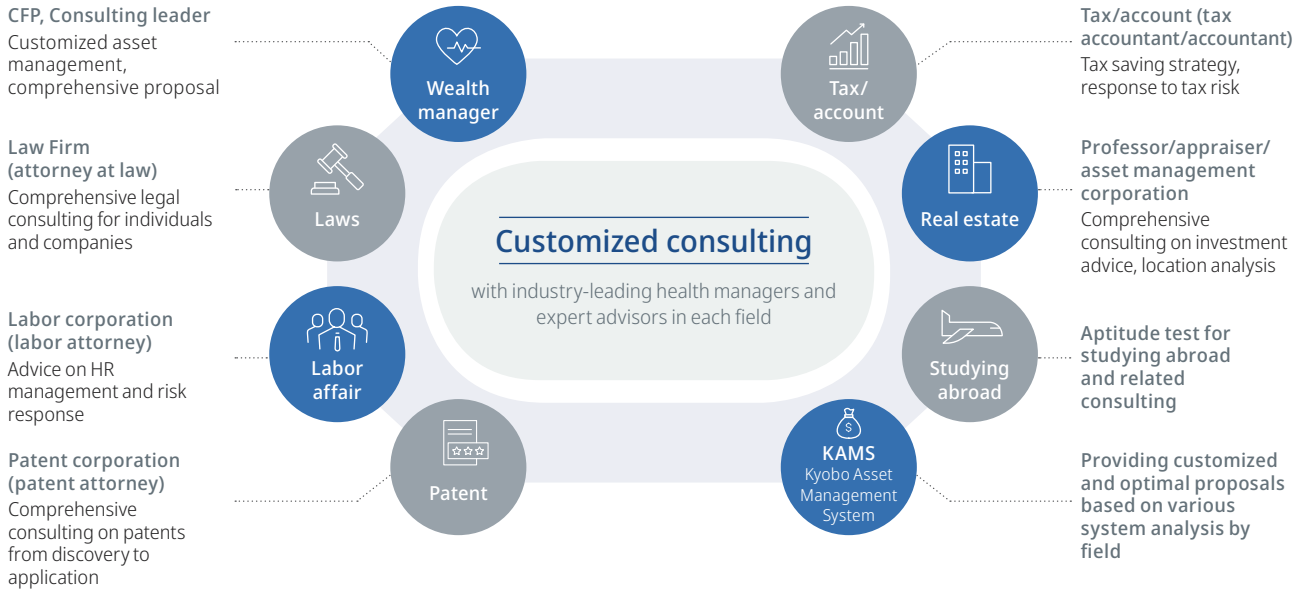 CFP, Consulting leader
Customized asset
management,
comprehensive proposal
Wealth
manager
Law Firm
(attorney at law)
Comprehensive legal
consulting for individuals
and companies
Laws
Labor corporation
(labor attorney)
Advice on HR
management and risk
response
Labor
affair
Patent corporation
(patent attorney)
Comprehensive
consulting on patents
from discovery to
application
Patent
Customized consulting
with industry-leading health managers and
expert advisors in each field
Tax/
account
Tax/account (tax
accountant/accountant)
Tax saving strategy,
response to tax risk
Real estate
Professor/appraiser/
asset management
corporation
Comprehensive
consulting on investment
advice, location analysis
Studying
abroad
Aptitude test for
studying abroad
and related
consulting
$
KAMS
Kyobo Asset
Management
System
Providing customized
and optimal proposals
based on various
system analysis by
field